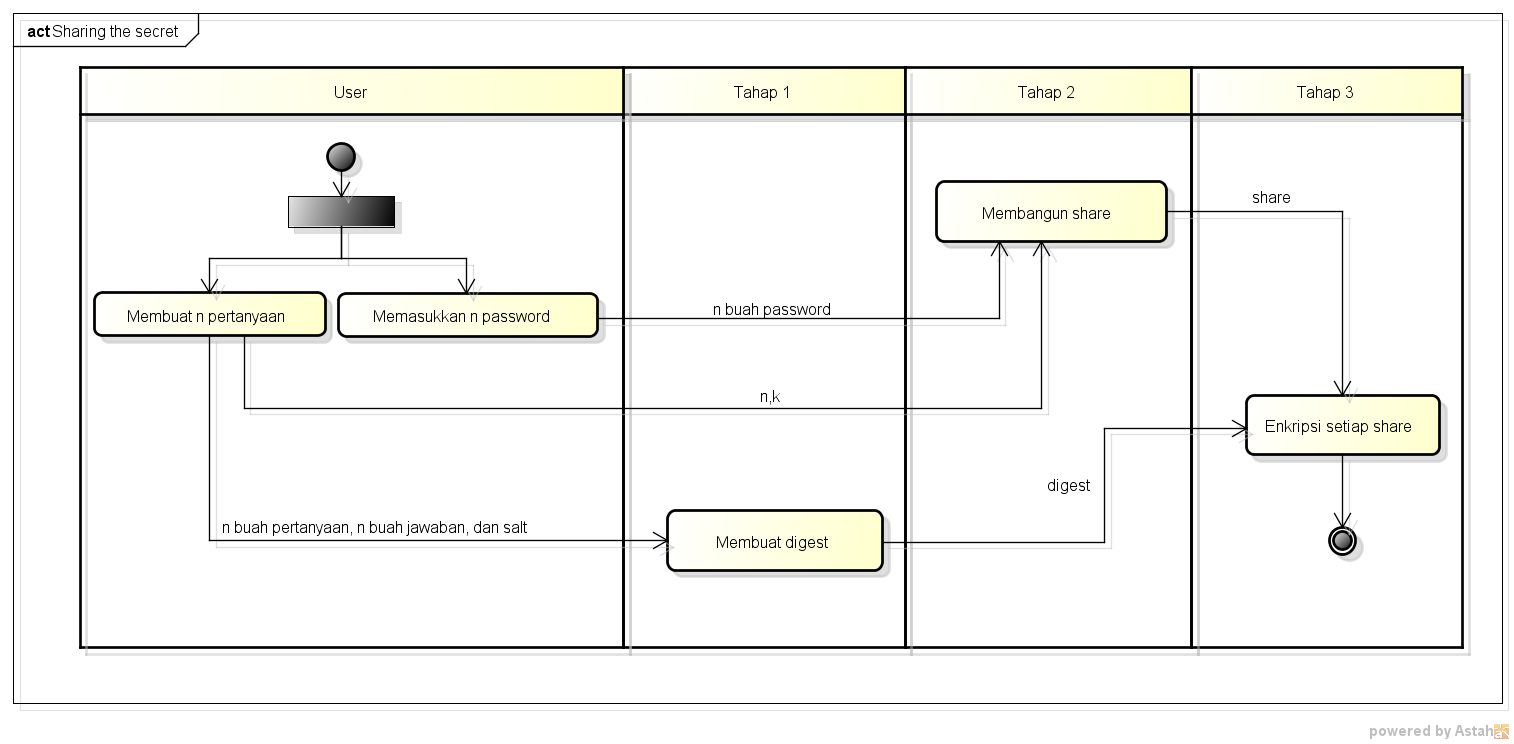 act Sharing the secret
User
Tahap 1
Tahap 2
Tahap 3
Membangun share
share
Membuat n pertanyaan
Memasukkan n password
n buah password
n,k
Enkripsi setiap share
digest
n buah pertanyaan, n buah jawaban, dan salt
Membuat digest
powered by Astah